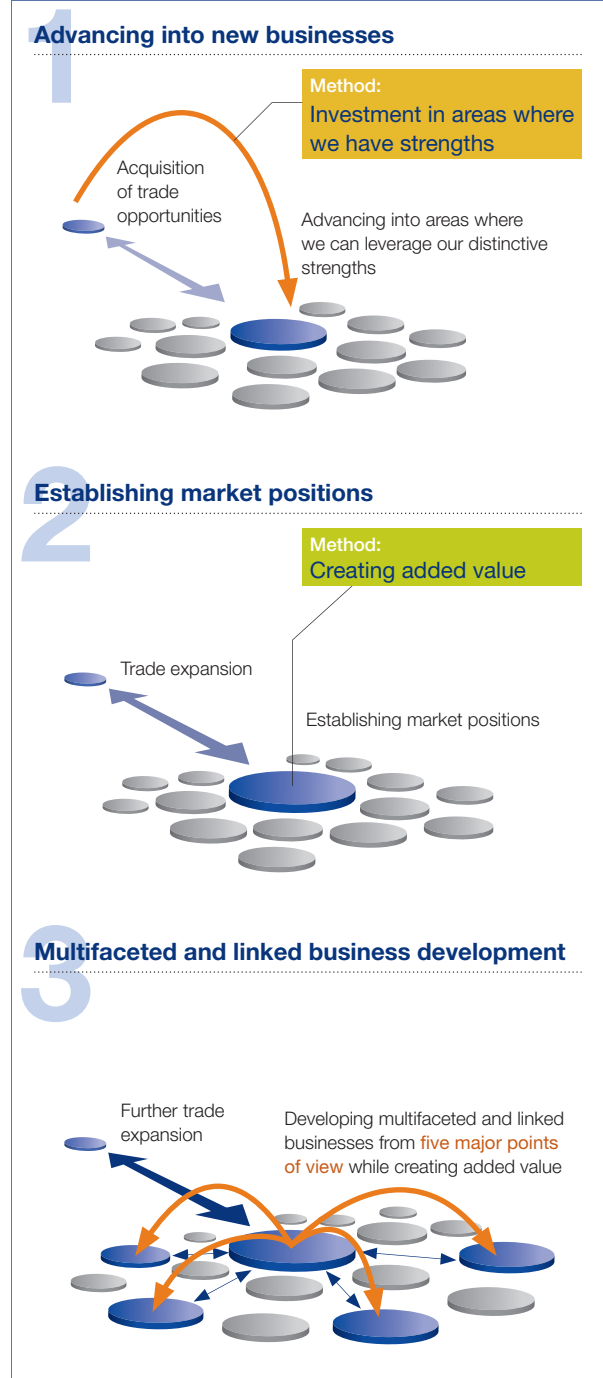 1
Advancing into new businesses
Method:
Investment in areas where
we have strengths
Acquisition
of trade
opportunities
Advancing into areas where
we can leverage our distinctive
strengths
2
Establishing market positions
Method:
Creating added value
Trade expansion
Establishing market positions
3
Multifaceted and linked business development
Further trade
expansion
Developing multifaceted and linked
businesses from five major points
of view while creating added value